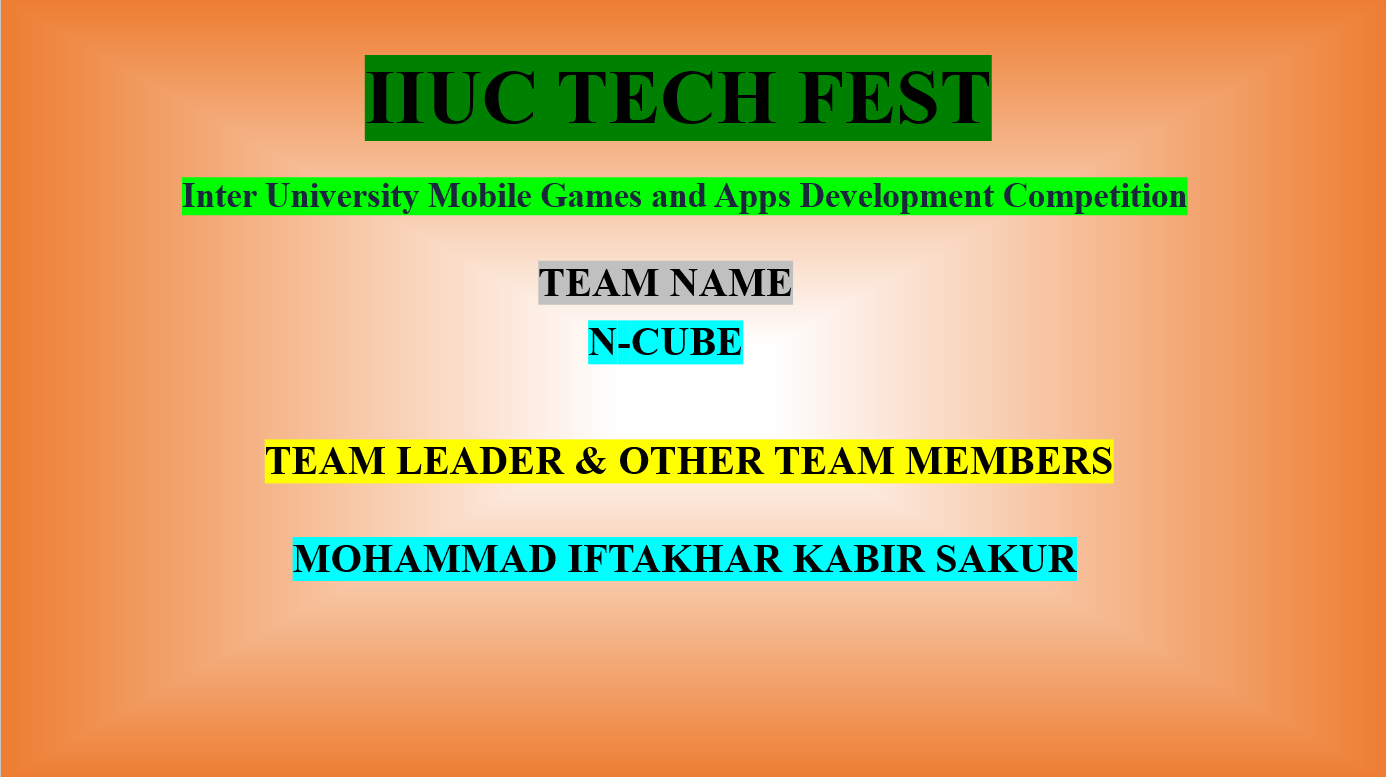 IIUC TECH FEST
Inter University Mobile Games and Apps Development Competition
TEAM NAME
N-CUBE
TEAM LEADER & OTHER TEAM MEMBERS
MOHAMMAD IFTAKHAR KABIR SAKUR